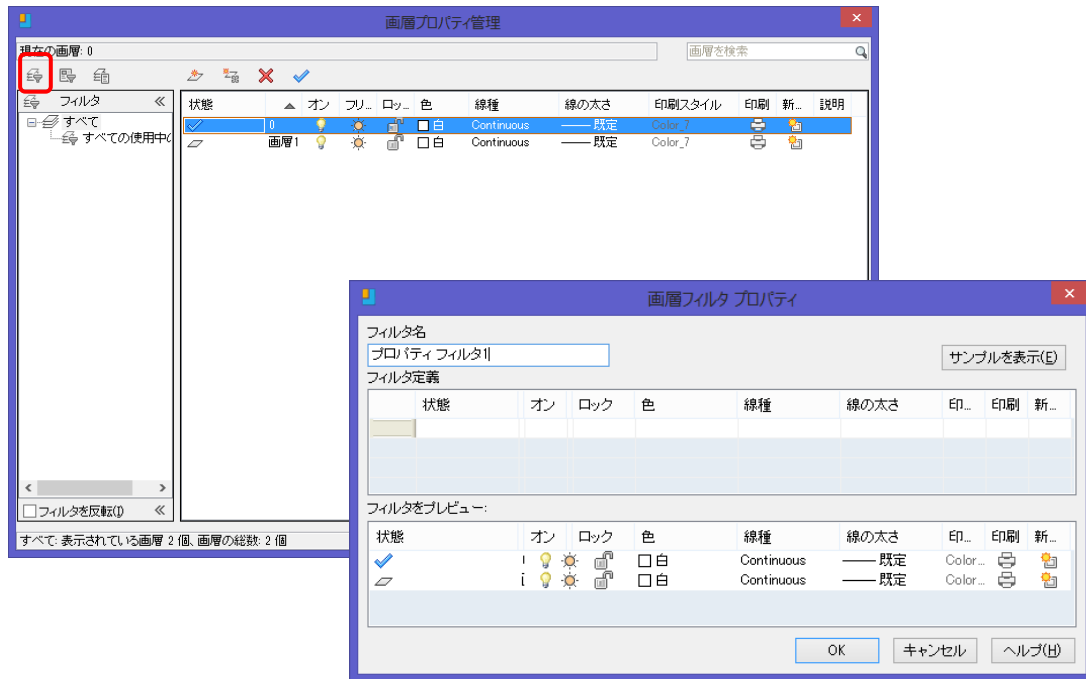 画層プロパティ管理
現在の画層: 0
画層を検索
フィルタ
すべて
すべての使用中
状態 オン フリ... ロッ... 色 線種 線の太さ 印刷スタイル 印刷 新... 説明
0 白 Continuous 既定 Color_7
画層1 白 Continuous 既定 Color_7
フィルタを反転(I)
すべて: 表示されている画層 2 個、画層の総数: 2 個
画層フィルタ プロパティ
フィルタ名
プロパティ フィルタ1
サンプルを表示(E)
フィルタ定義
状態 オン ロック 色 線種 線の太さ 印... 印刷 新...
フィルタをプレビュー:
状態 オン ロック 色 線種 線の太さ 印... 印刷 新...
白 Continuous 既定 Color...
白 Continuous 既定 Color...
OK キャンセル ヘルプ(H)